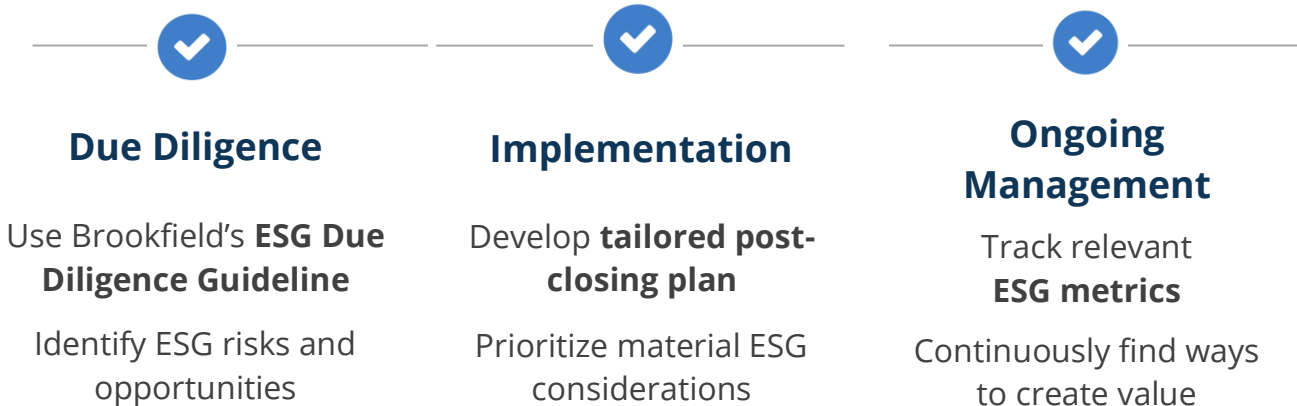 Due Diligence
Use Brookfield’s ESG Due
Diligence Guideline
Identify ESG risks and
opportunities
Implementation
Develop tailored post-
closing plan
Prioritize material ESG
considerations
Ongoing
Management
Track relevant
ESG metrics
Continuously find ways
to create value